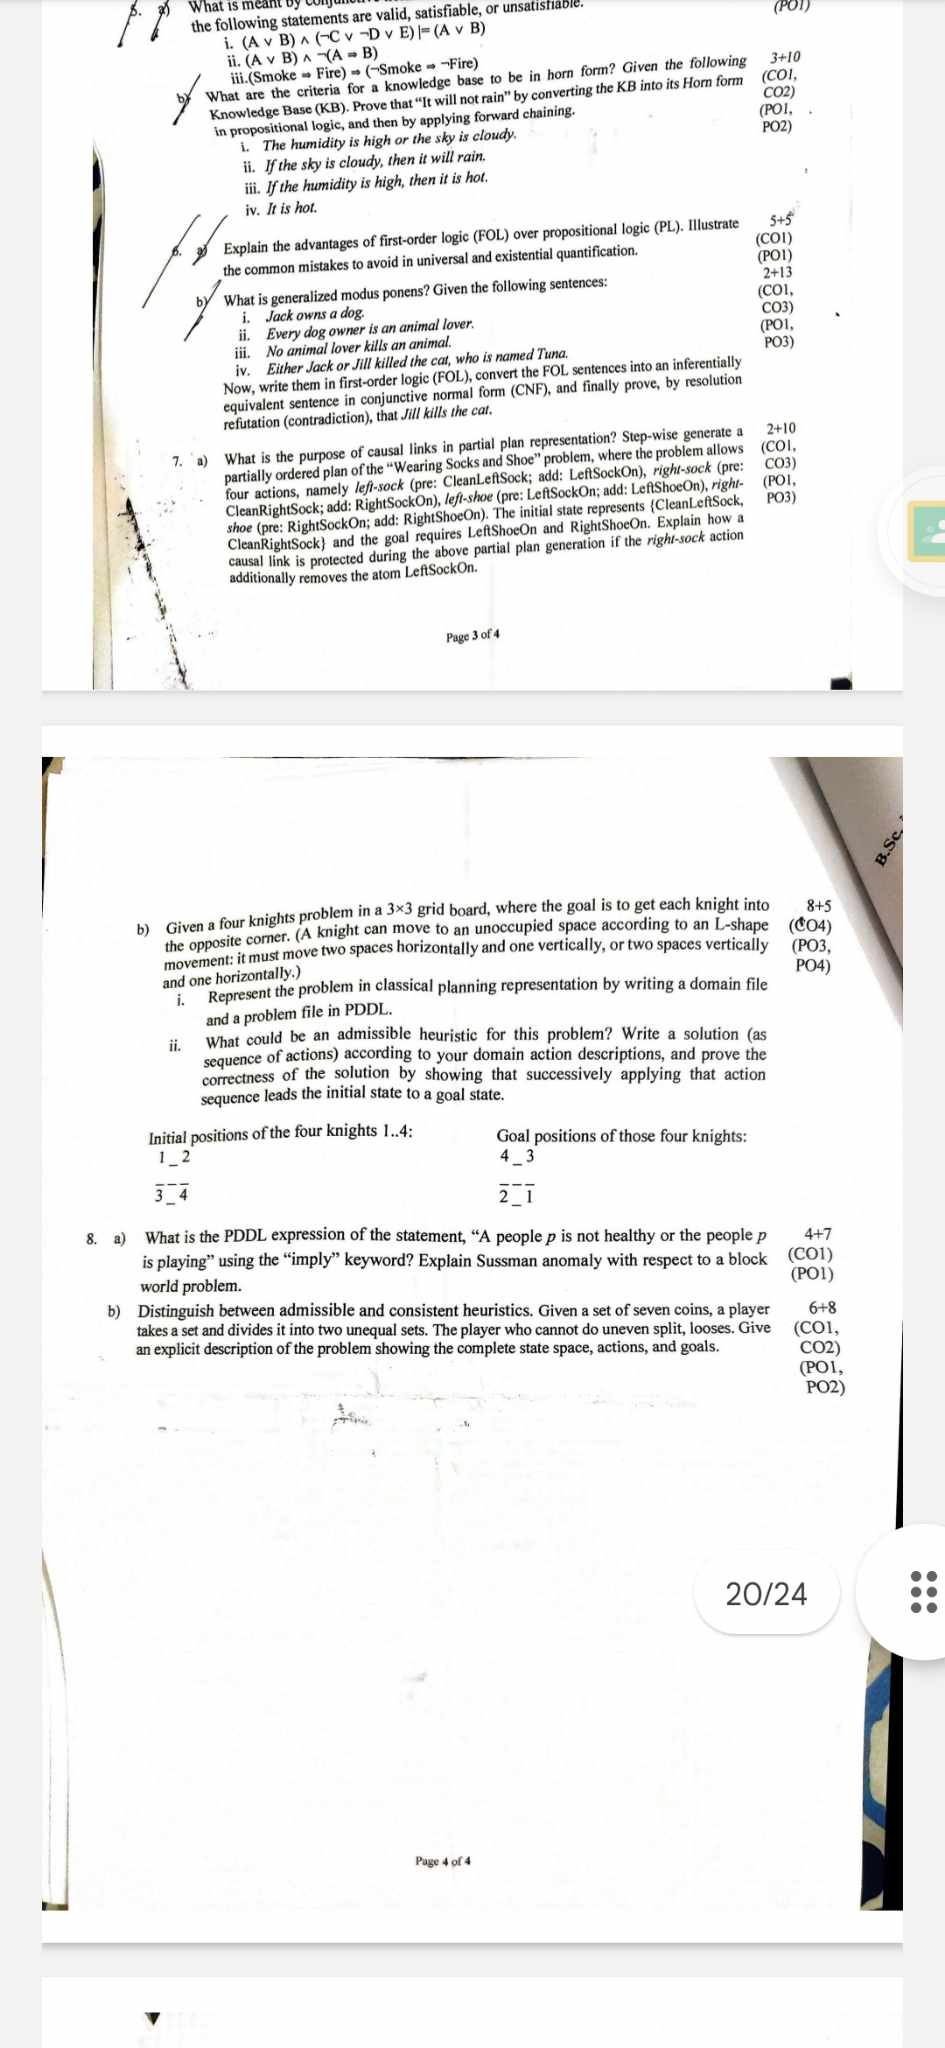 5. a) What is meant by
the following statements are valid, satisfiable, or unsatisfiable.
(PO1)
i. (A ∨ B) ∧ (¬C ∨ ¬D ∨ E) |= (A ∨ B)
ii. (A ∨ B) ∧ ¬(A ⇒ B)
iii.(Smoke ⇒ Fire) ⇒ (¬Smoke ⇒ ¬Fire)
b) What are the criteria for a knowledge base to be in horn form? Given the following 3+10
Knowledge Base (KB). Prove that “It will not rain” by converting the KB into its Horn form (CO1,
in propositional logic, and then by applying forward chaining. CO2)
(PO1,
PO2)
i. The humidity is high or the sky is cloudy.
ii. If the sky is cloudy, then it will rain.
iii. If the humidity is high, then it is hot.
iv. It is hot.
6. a) Explain the advantages of first-order logic (FOL) over propositional logic (PL). Illustrate 5+5
the common mistakes to avoid in universal and existential quantification. (CO1)
(PO1)
b) What is generalized modus ponens? Given the following sentences: 2+13
i. Jack owns a dog. (CO1,
ii. Every dog owner is an animal lover. CO3)
iii. No animal lover kills an animal. (PO1,
iv. Either Jack or Jill killed the cat, who is named Tuna. PO3)
Now, write them in first-order logic (FOL), convert the FOL sentences into an inferentially
equivalent sentence in conjunctive normal form (CNF), and finally prove, by resolution
refutation (contradiction), that Jill kills the cat.
7. a) What is the purpose of causal links in partial plan representation? Step-wise generate a 2+10
partially ordered plan of the “Wearing Socks and Shoe” problem, where the problem allows (CO1,
four actions, namely left-sock (pre: CleanLeftSock; add: LeftSockOn), right-sock (pre: CO3)
CleanRightSock; add: RightSockOn), left-shoe (pre: LeftSockOn; add: LeftShoeOn), right- (PO1,
shoe (pre: RightSockOn; add: RightShoeOn). The initial state represents {CleanLeftSock, PO3)
CleanRightSock} and the goal requires LeftShoeOn and RightShoeOn. Explain how a
causal link is protected during the above partial plan generation if the right-sock action
additionally removes the atom LeftSockOn.
Page 3 of 4
B.Sc.
b) Given a four knights problem in a 3×3 grid board, where the goal is to get each knight into 8+5
the opposite corner. (A knight can move to an unoccupied space according to an L-shape (CO4)
movement: it must move two spaces horizontally and one vertically, or two spaces vertically (PO3,
and one horizontally.) PO4)
i. Represent the problem in classical planning representation by writing a domain file
and a problem file in PDDL.
ii. What could be an admissible heuristic for this problem? Write a solution (as
sequence of actions) according to your domain action descriptions, and prove the
correctness of the solution by showing that successively applying that action
sequence leads the initial state to a goal state.
Initial positions of the four knights 1..4: Goal positions of those four knights:
1 _ 2 4 _ 3
_ _ _ _ _ _
3 _ 4 2 _ 1
8. a) What is the PDDL expression of the statement, “A people p is not healthy or the people p 4+7
is playing” using the “imply” keyword? Explain Sussman anomaly with respect to a block (CO1)
world problem. (PO1)
b) Distinguish between admissible and consistent heuristics. Given a set of seven coins, a player 6+8
takes a set and divides it into two unequal sets. The player who cannot do uneven split, looses. Give (CO1,
an explicit description of the problem showing the complete state space, actions, and goals. CO2)
(PO1,
PO2)
20/24
Page 4 of 4